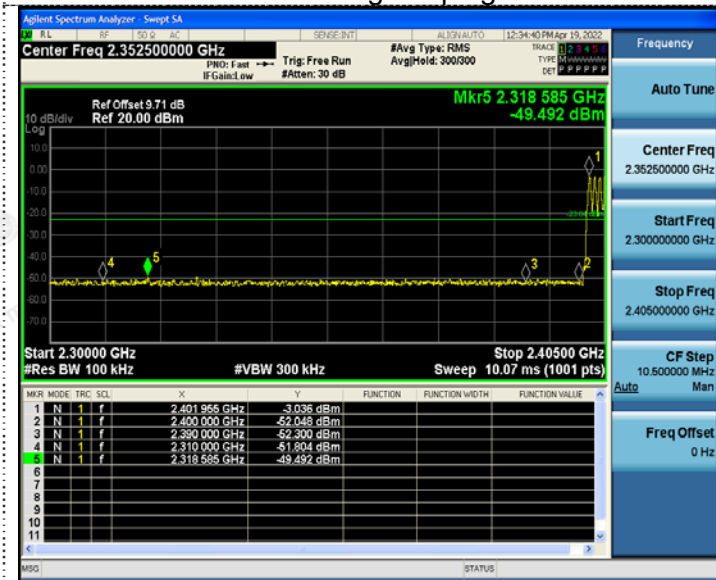 Agilent Spectrum Analyzer - Swept SA
RL RF 50 Ω AC SENSE:INT ALIGN AUTO 12:34:40 PM Apr 19, 2022
Center Freq 2.352500000 GHz
PNO: Fast
IFGain:Low
Trig: Free Run
#Atten: 30 dB
#Avg Type: RMS
Avg|Hold: 300/300
TRACE 1 2 3 4 5 6
TYPE M
DET P P P P P P
Frequency
Mkr5 2.318 585 GHz
-49.492 dBm
Ref Offset 9.71 dB
10 dB/div Ref 20.00 dBm
Log
10.0
0.00
-10.0
-20.0
-30.0
-40.0
-50.0
-60.0
-70.0
1
4
5
3
2
Start 2.30000 GHz Stop 2.40500 GHz
#Res BW 100 kHz #VBW 300 kHz Sweep 10.07 ms (1001 pts)
MKR MODE TRC SCL X Y FUNCTION FUNCTION WIDTH FUNCTION VALUE
1 N 1 f 2.401 955 GHz -3.036 dBm
2 N 1 f 2.400 000 GHz -52.048 dBm
3 N 1 f 2.390 000 GHz -52.300 dBm
4 N 1 f 2.310 000 GHz -51.804 dBm
5 N 1 f 2.318 585 GHz -49.492 dBm
6
7
8
9
10
11
MSG STATUS
Auto Tune
Center Freq
2.352500000 GHz
Start Freq
2.300000000 GHz
Stop Freq
2.405000000 GHz
CF Step
10.500000 MHz
Auto Man
Freq Offset
0 Hz